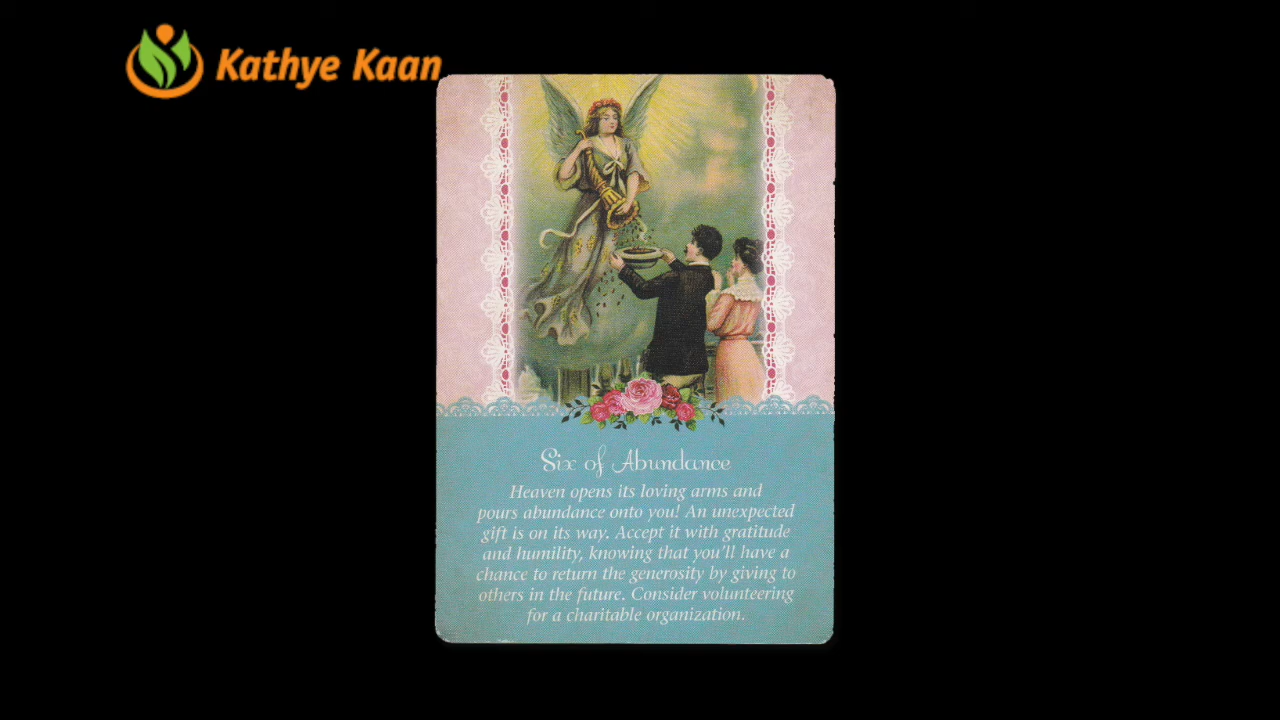 Kathye Kaan
Six of Abundance
Heaven opens its loving arms and
pours abundance onto you! An unexpected
gift is on its way. Accept it with gratitude
and humility, knowing that you'll have a
chance to return the generosity by giving to
others in the future. Consider volunteering
for a charitable organization.